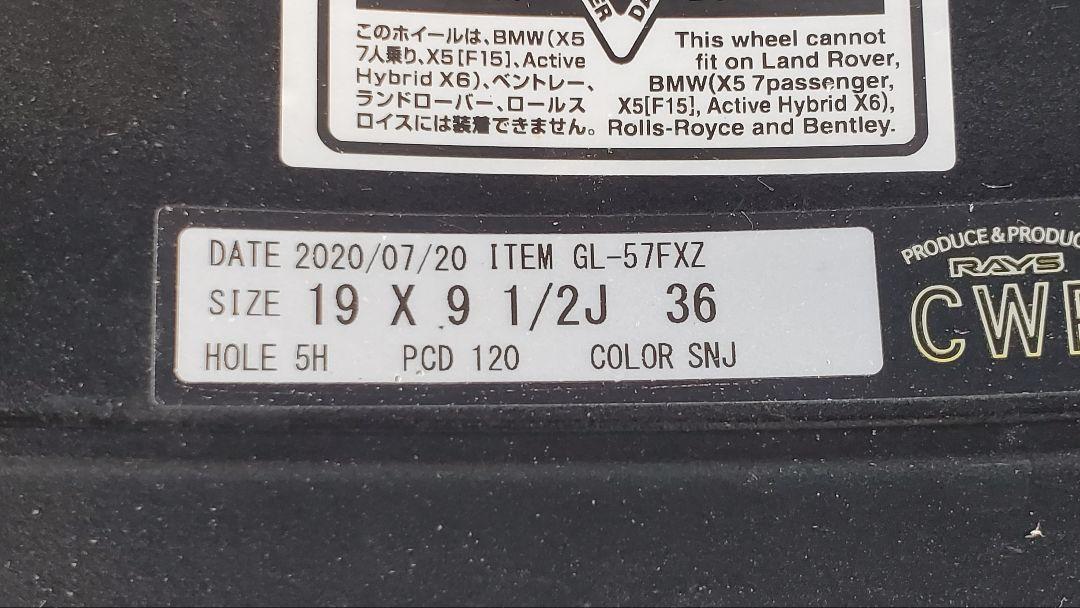 このホイールは、BMW(X5
7人乗り、X5[F15]、Active
Hybrid X6)、ベントレー、
ランドローバー、ロールス
ロイスには装着できません。
This wheel cannot
fit on Land Rover,
BMW(X5 7passenger,
X5[F15], Active Hybrid X6),
Rolls-Royce and Bentley.
DATE 2020/07/20 ITEM GL-57FXZ
SIZE 19 X 9 1/2J 36
HOLE 5H PCD 120 COLOR SNJ
PRODUCE & PRODUC
RAYS
CW